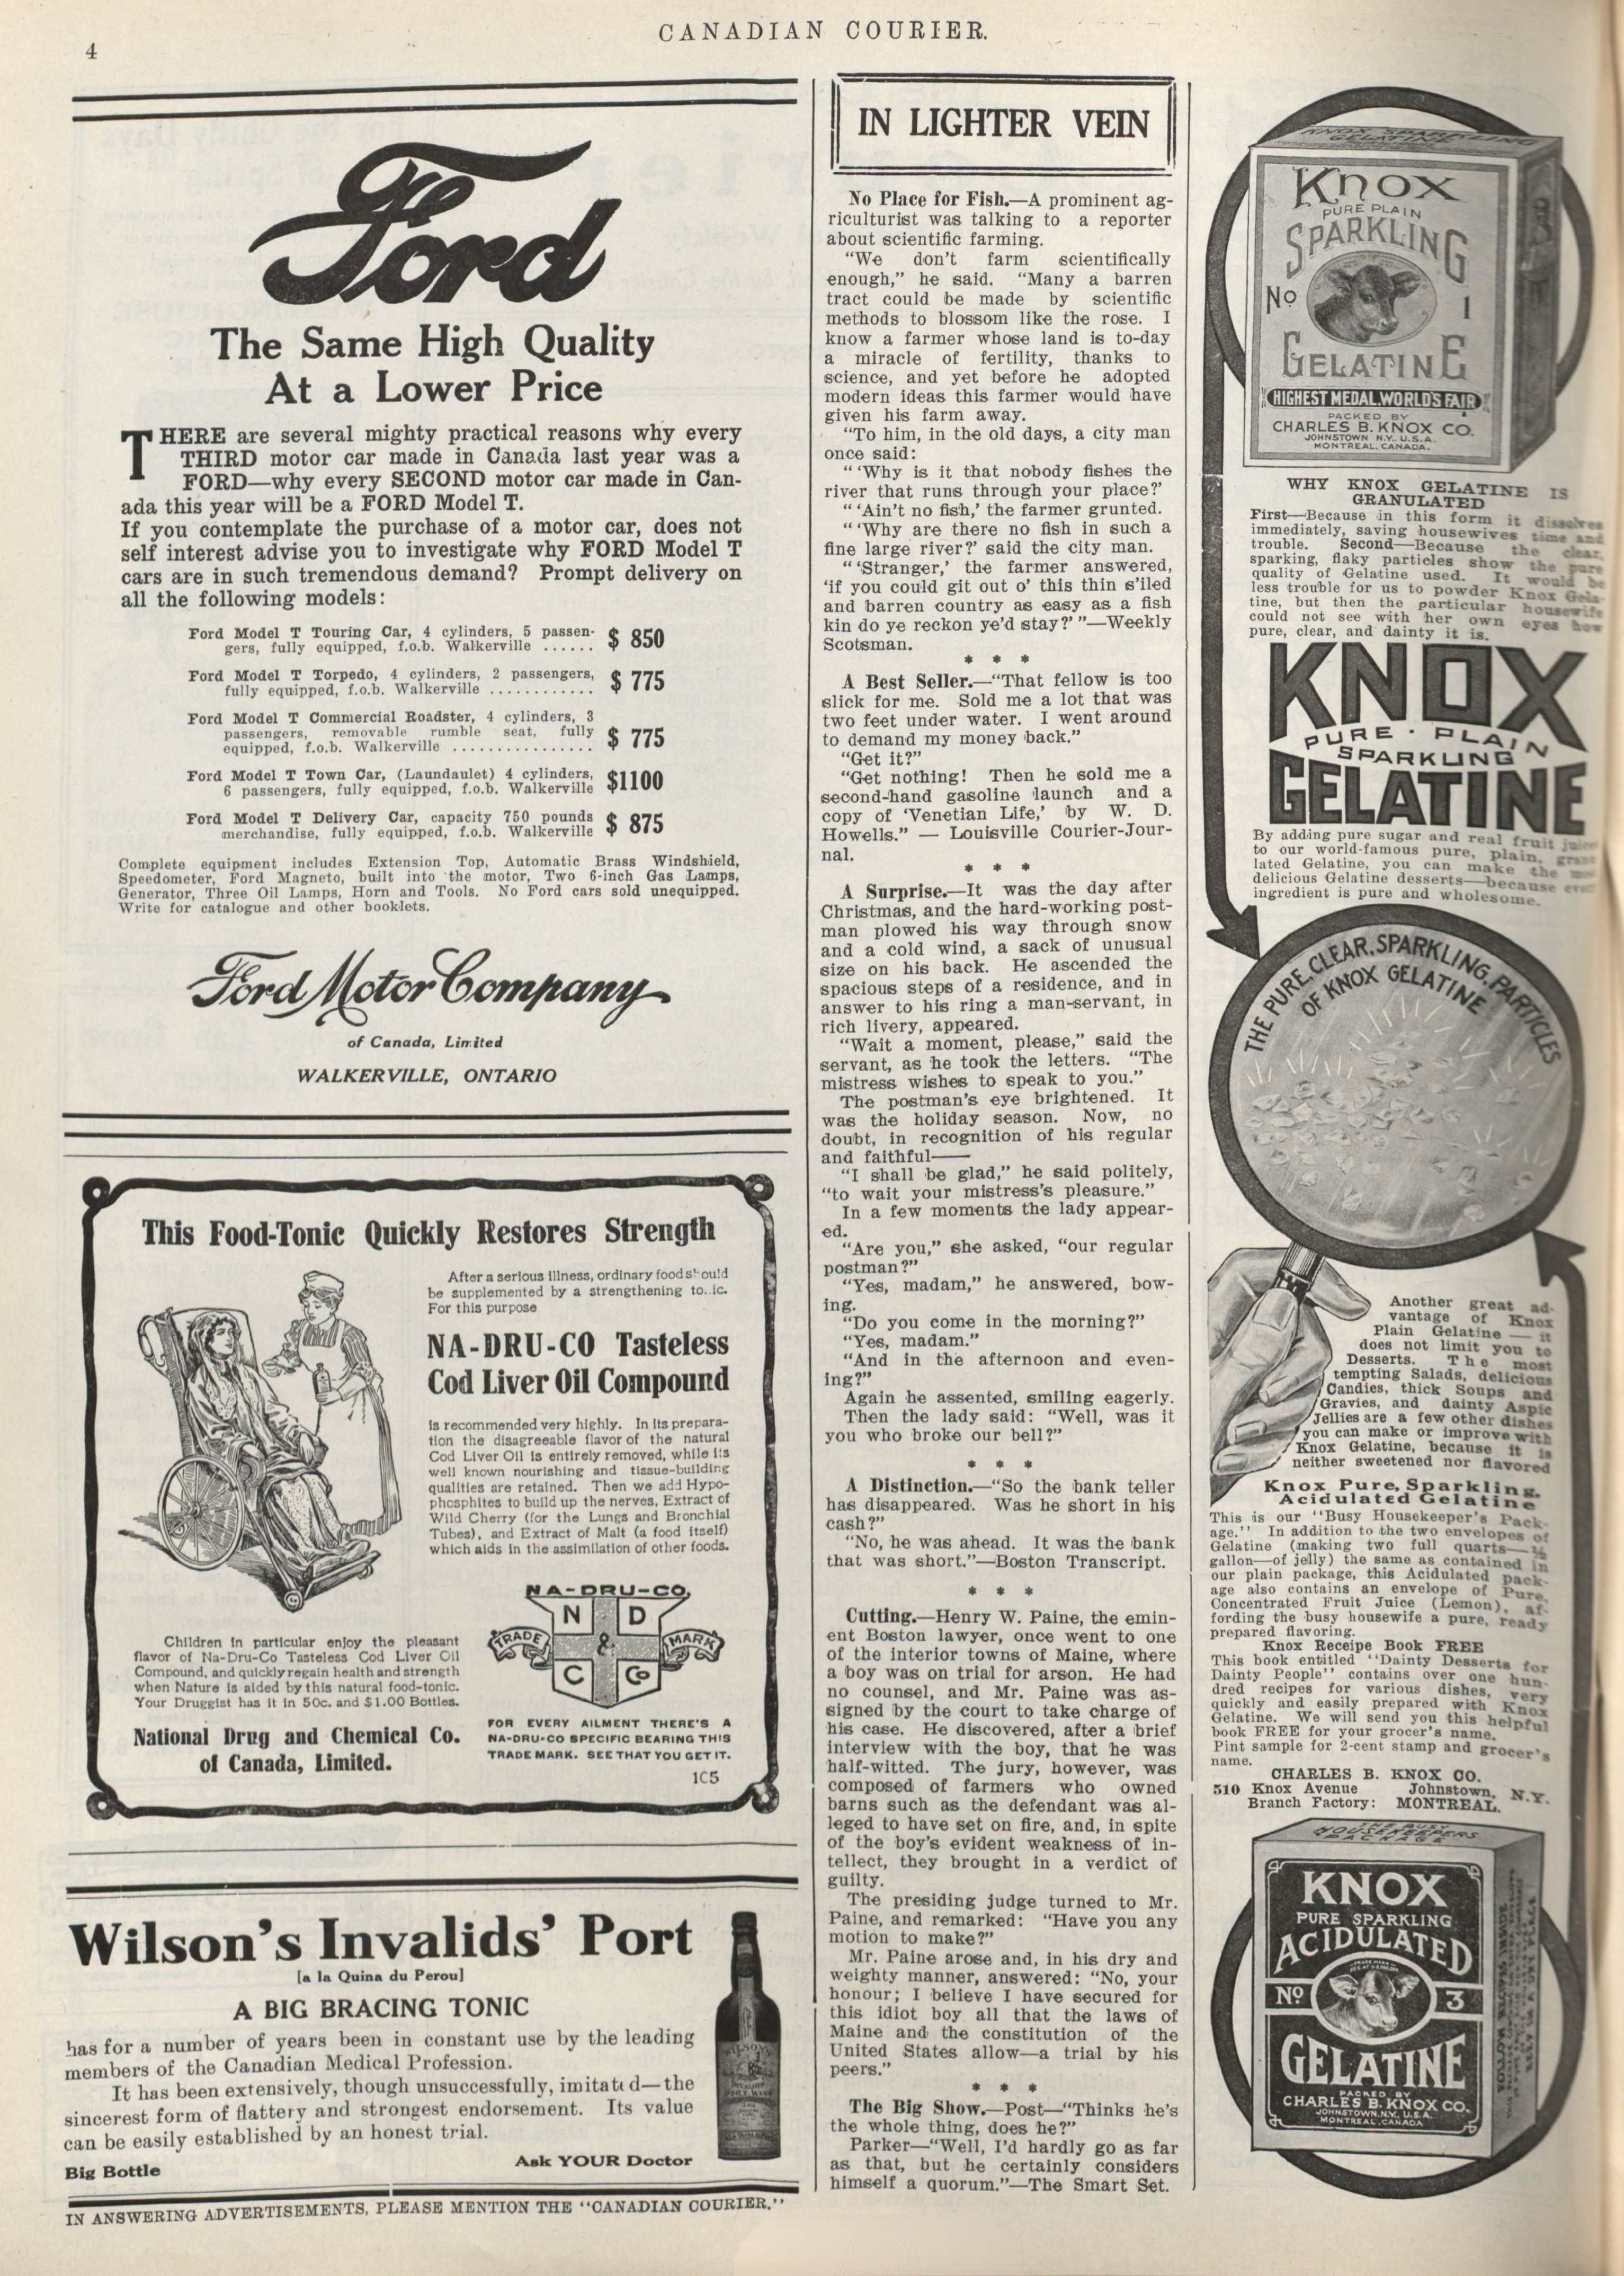 4
CANADIAN COURIER.
Ford
The Same High Quality
At a Lower Price
THERE are several mighty practical reasons why every
THIRD motor car made in Canada last year was a
FORD—why every SECOND motor car made in Can-
ada this year will be a FORD Model T.
If you contemplate the purchase of a motor car, does not
self interest advise you to investigate why FORD Model T
cars are in such tremendous demand? Prompt delivery on
all the following models:
Ford Model T Touring Car, 4 cylinders, 5 passen-
gers, fully equipped, f.o.b. Walkerville ...... $ 850
Ford Model T Torpedo, 4 cylinders, 2 passengers,
fully equipped, f.o.b. Walkerville ............ $ 775
Ford Model T Commercial Roadster, 4 cylinders, 3
passengers, removable rumble seat, fully
equipped, f.o.b. Walkerville ................ $ 775
Ford Model T Town Car, (Laundaulet) 4 cylinders,
6 passengers, fully equipped, f.o.b. Walkerville $1100
Ford Model T Delivery Car, capacity 750 pounds
merchandise, fully equipped, f.o.b. Walkerville $ 875
Complete equipment includes Extension Top, Automatic Brass Windshield,
Speedometer, Ford Magneto, built into the motor, Two 6-inch Gas Lamps,
Generator, Three Oil Lamps, Horn and Tools. No Ford cars sold unequipped.
Write for catalogue and other booklets.
Ford Motor Company
of Canada, Limited
WALKERVILLE, ONTARIO
This Food-Tonic Quickly Restores Strength
After a serious illness, ordinary food should
be supplemented by a strengthening to..ic.
For this purpose
NA-DRU-CO Tasteless
Cod Liver Oil Compound
is recommended very highly. In its prepara-
tion the disagreeable flavor of the natural
Cod Liver Oil is entirely removed, while its
well known nourishing and tissue-building
qualities are retained. Then we add Hypo-
phosphites to build up the nerves, Extract of
Wild Cherry (for the Lungs and Bronchial
Tubes), and Extract of Malt (a food itself)
which aids in the assimilation of other foods.
Children in particular enjoy the pleasant
flavor of Na-Dru-Co Tasteless Cod Liver Oil
Compound, and quickly regain health and strength
when Nature is aided by this natural food-tonic.
Your Druggist has it in 50c. and $1.00 Bottles.
National Drug and Chemical Co.
of Canada, Limited.
NA-DRU-CO,
N D
TRADE & MARK
C Co
FOR EVERY AILMENT THERE'S A
NA-DRU-CO SPECIFIC BEARING THIS
TRADE MARK. SEE THAT YOU GET IT.
1C5
Wilson's Invalids' Port
[a la Quina du Perou]
A BIG BRACING TONIC
has for a number of years been in constant use by the leading
members of the Canadian Medical Profession.
It has been extensively, though unsuccessfully, imitated—the
sincerest form of flattery and strongest endorsement. Its value
can be easily established by an honest trial.
Big Bottle
Ask YOUR Doctor
WILSON'S
IN ANSWERING ADVERTISEMENTS, PLEASE MENTION THE "CANADIAN COURIER."
IN LIGHTER VEIN
No Place for Fish.—A prominent ag-
riculturist was talking to a reporter
about scientific farming.
"We don't farm scientifically
enough," he said. "Many a barren
tract could be made by scientific
methods to blossom like the rose. I
know a farmer whose land is to-day
a miracle of fertility, thanks to
science, and yet before he adopted
modern ideas this farmer would have
given his farm away.
"To him, in the old days, a city man
once said:
"'Why is it that nobody fishes the
river that runs through your place?'
"'Ain't no fish,' the farmer grunted.
"'Why are there no fish in such a
fine large river?' said the city man.
"'Stranger,' the farmer answered,
'if you could git out o' this thin s'iled
and barren country as easy as a fish
kin do ye reckon ye'd stay?'"—Weekly
Scotsman.
* * *
A Best Seller.—"That fellow is too
slick for me. Sold me a lot that was
two feet under water. I went around
to demand my money back."
"Get it?"
"Get nothing! Then he sold me a
second-hand gasoline launch and a
copy of 'Venetian Life,' by W. D.
Howells." — Louisville Courier-Jour-
nal.
* * *
A Surprise.—It was the day after
Christmas, and the hard-working post-
man plowed his way through snow
and a cold wind, a sack of unusual
size on his back. He ascended the
spacious steps of a residence, and in
answer to his ring a man-servant, in
rich livery, appeared.
"Wait a moment, please," said the
servant, as he took the letters. "The
mistress wishes to speak to you."
The postman's eye brightened. It
was the holiday season. Now, no
doubt, in recognition of his regular
and faithful——
"I shall be glad," he said politely,
"to wait your mistress's pleasure."
In a few moments the lady appear-
ed.
"Are you," she asked, "our regular
postman?"
"Yes, madam," he answered, bow-
ing.
"Do you come in the morning?"
"Yes, madam."
"And in the afternoon and even-
ing?"
Again he assented, smiling eagerly.
Then the lady said: "Well, was it
you who broke our bell?"
* * *
A Distinction.—"So the bank teller
has disappeared. Was he short in his
cash?"
"No, he was ahead. It was the bank
that was short."—Boston Transcript.
* * *
Cutting.—Henry W. Paine, the emin-
ent Boston lawyer, once went to one
of the interior towns of Maine, where
a boy was on trial for arson. He had
no counsel, and Mr. Paine was as-
signed by the court to take charge of
his case. He discovered, after a brief
interview with the boy, that he was
half-witted. The jury, however, was
composed of farmers who owned
barns such as the defendant was al-
leged to have set on fire, and, in spite
of the boy's evident weakness of in-
tellect, they brought in a verdict of
guilty.
The presiding judge turned to Mr.
Paine, and remarked: "Have you any
motion to make?"
Mr. Paine arose and, in his dry and
weighty manner, answered: "No, your
honour; I believe I have secured for
this idiot boy all that the laws of
Maine and the constitution of the
United States allow—a trial by his
peers."
* * *
The Big Show.—Post—"Thinks he's
the whole thing, does he?"
Parker—"Well, I'd hardly go as far
as that, but he certainly considers
himself a quorum."—The Smart Set.
KNOX SPARKLING
GELATINE
KNOX
PURE PLAIN
SPARKLING
No 1
GELATINE
HIGHEST MEDAL.WORLD'S FAIR
PACKED BY
CHARLES B. KNOX CO.
JOHNSTOWN N.Y. U.S.A.
MONTREAL, CANADA.
WHY KNOX GELATINE IS
GRANULATED
First—Because in this form it dissolves
immediately, saving housewives time and
trouble. Second—Because the clear,
sparking, flaky particles show the pure
quality of Gelatine used. It would be
less trouble for us to powder Knox Gela-
tine, but then the particular housewife
could not see with her own eyes how
pure, clear, and dainty it is.
KNOX
PURE · PLAIN
SPARKLING
GELATINE
By adding pure sugar and real fruit juice
to our world-famous pure, plain, granu
lated Gelatine, you can make the most
delicious Gelatine desserts—because every
ingredient is pure and wholesome.
THE PURE, CLEAR, SPARKLING, PARTICLES
OF KNOX GELATINE
Another great ad-
vantage of Knox
Plain Gelatine — it
does not limit you to
Desserts. The most
tempting Salads, delicious
Candies, thick Soups and
Gravies, and dainty Aspic
Jellies are a few other dishes
you can make or improve with
Knox Gelatine, because it is
neither sweetened nor flavored
Knox Pure, Sparkling,
Acidulated Gelatine
This is our "Busy Housekeeper's Pack-
age." In addition to the two envelopes of
Gelatine (making two full quarts—½
gallon—of jelly) the same as contained in
our plain package, this Acidulated pack-
age also contains an envelope of Pure,
Concentrated Fruit Juice (Lemon), af-
fording the busy housewife a pure, ready
prepared flavoring.
Knox Receipe Book FREE
This book entitled "Dainty Desserts for
Dainty People" contains over one hun-
dred recipes for various dishes, very
quickly and easily prepared with Knox
Gelatine. We will send you this helpful
book FREE for your grocer's name.
Pint sample for 2-cent stamp and grocer's
name.
CHARLES B. KNOX CO.
510 Knox Avenue Johnstown, N.Y.
Branch Factory: MONTREAL.
THE BUSY
HOUSEKEEPERS
PACKAGE
KNOX
PURE SPARKLING
ACIDULATED
No 3
GELATINE
PACKED BY
CHARLES B. KNOX CO.
JOHNSTOWN, N.Y., U.S.A.
MONTREAL, CANADA